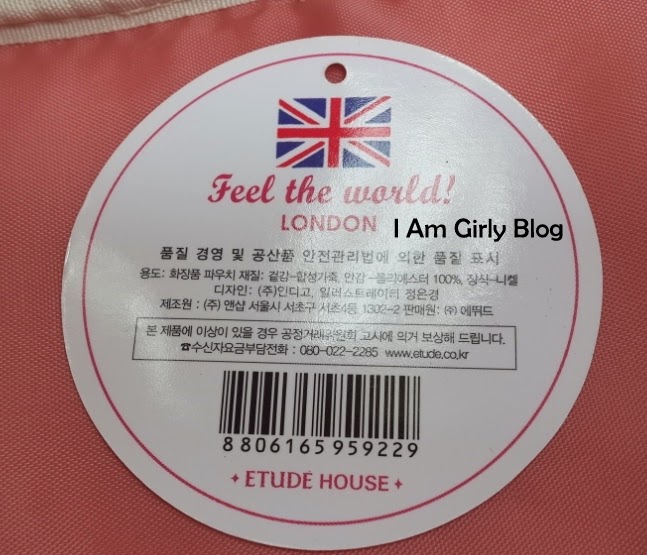 Feel the world!
LONDON
I Am Girly Blog
품질 경영 및 공산품 안전관리법에 의한 품질 표시
용도: 화장품 파우치 재질: 겉감-합성가죽, 안감-폴리에스터 100%, 장식-니켈
디자인: (주)인디고, 일러스트레이터 정은경
제조원 : (주) 앤샵 서울시 서초구 서초4동 1302-2 판매원: (주) 에뛰드
본 제품에 이상이 있을 경우 공정거래위원회 고시에 의거 보상해 드립니다.
☎수신자요금부담전화 : 080-022-2285 www.etude.co.kr
8 806165 959229
ETUDE HOUSE